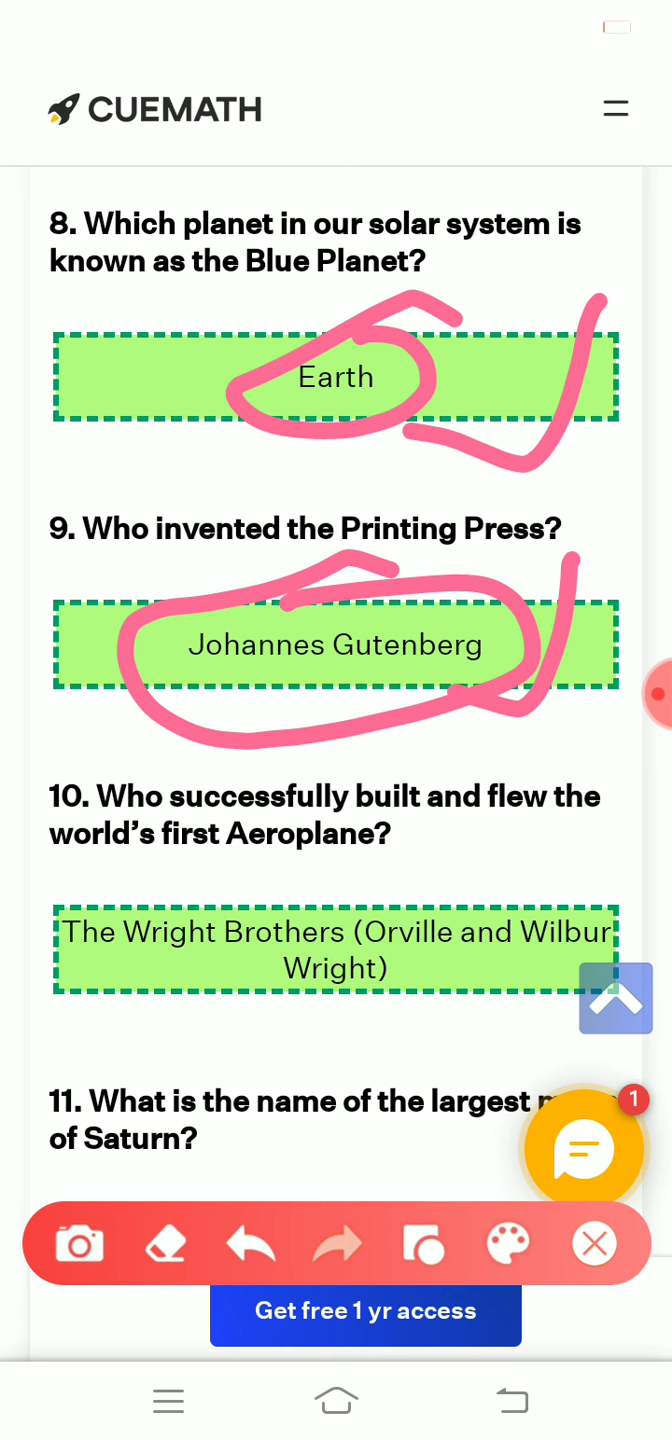 CUEMATH
8. Which planet in our solar system is
known as the Blue Planet?
Earth
9. Who invented the Printing Press?
Johannes Gutenberg
10. Who successfully built and flew the
world's first Aeroplane?
The Wright Brothers (Orville and Wilbur
Wright)
11. What is the name of the largest
of Saturn?
1
Get free 1 yr access